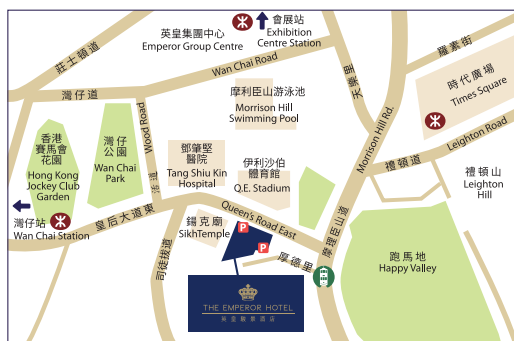 英皇集團中心
Emperor Group Centre
會展站
Exhibition
Centre Station
莊士頓道
灣仔道
Wan Chai Road
天樂里
羅素街
時代廣場
Times Square
摩利臣山游泳池
Morrison Hill
Swimming Pool
Morrison Hill Rd.
摩理臣山道
Leighton Road
禮頓道
禮頓山
Leighton
Hill
香港
賽馬會
花園
Hong Kong
Jockey Club
Garden
灣仔
公園
Wan Chai
Park
Wood Road
活道
鄧肇堅
醫院
Tang Shiu Kin
Hospital
伊利沙伯
體育館
Q.E. Stadium
灣仔站
Wan Chai Station
皇后大道東
Queen's Road East
鍚克廟
SikhTemple
司徒拔道
P
P
厚德里
跑馬地
Happy Valley
THE EMPEROR HOTEL